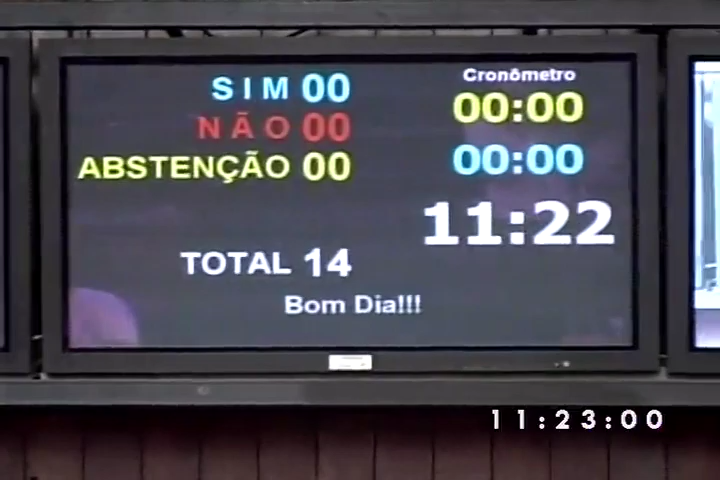 SIM 00
NÃO 00
ABSTENÇÃO 00
TOTAL 14
Cronômetro
00:00
00:00
11:22
Bom Dia!!!
11:23:00